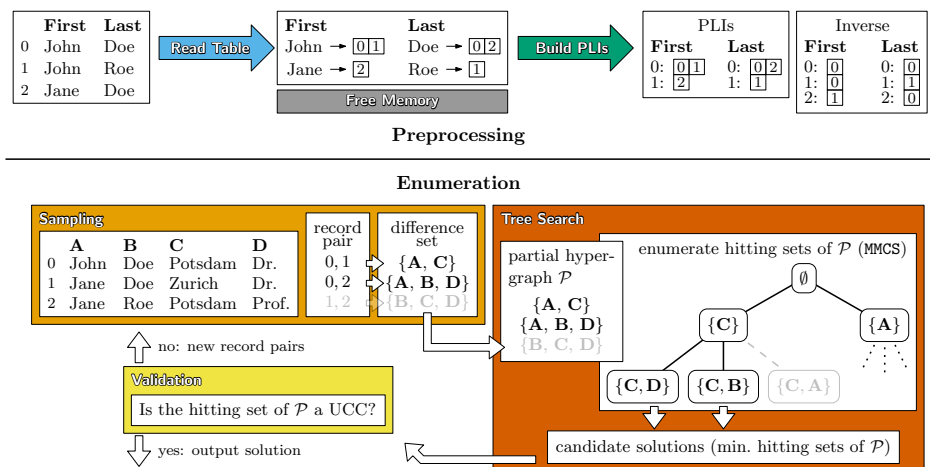 First Last
0 John Doe
1 John Roe
2 Jane Doe
Read Table
First Last
John → 0 1 Doe → 0 2
Jane → 2 Roe → 1
Free Memory
Build PLIs
PLIs
First Last
0: 0 1 0: 0 2
1: 2 1: 1
Inverse
First Last
0: 0 0: 0
1: 0 1: 1
2: 1 2: 0
Preprocessing
Enumeration
Sampling
A B C D
0 John Doe Potsdam Dr.
1 Jane Doe Zurich Dr.
2 Jane Roe Potsdam Prof.
record
pair
0, 1
0, 2
1, 2
difference
set
{A, C}
{A, B, D}
{B, C, D}
Tree Search
partial hyper-
graph P
{A, C}
{A, B, D}
{B, C, D}
enumerate hitting sets of P (MMCS)
∅
{C} {A}
{C, D} {C, B} {C, A}
candidate solutions (min. hitting sets of P)
no: new record pairs
Validation
Is the hitting set of P a UCC?
yes: output solution